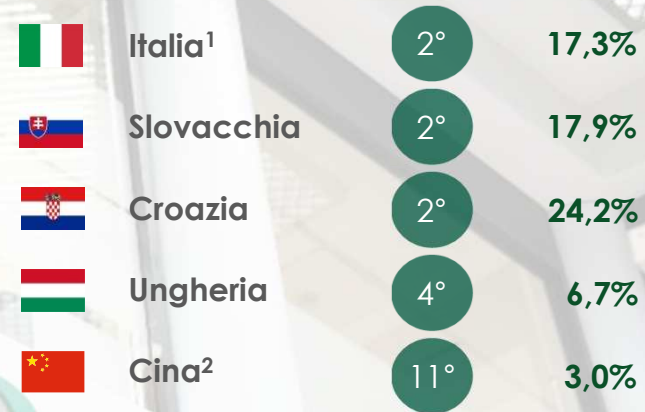 Italia¹ 2° 17,3%
Slovacchia 2° 17,9%
Croazia 2° 24,2%
Ungheria 4° 6,7%
Cina² 11° 3,0%